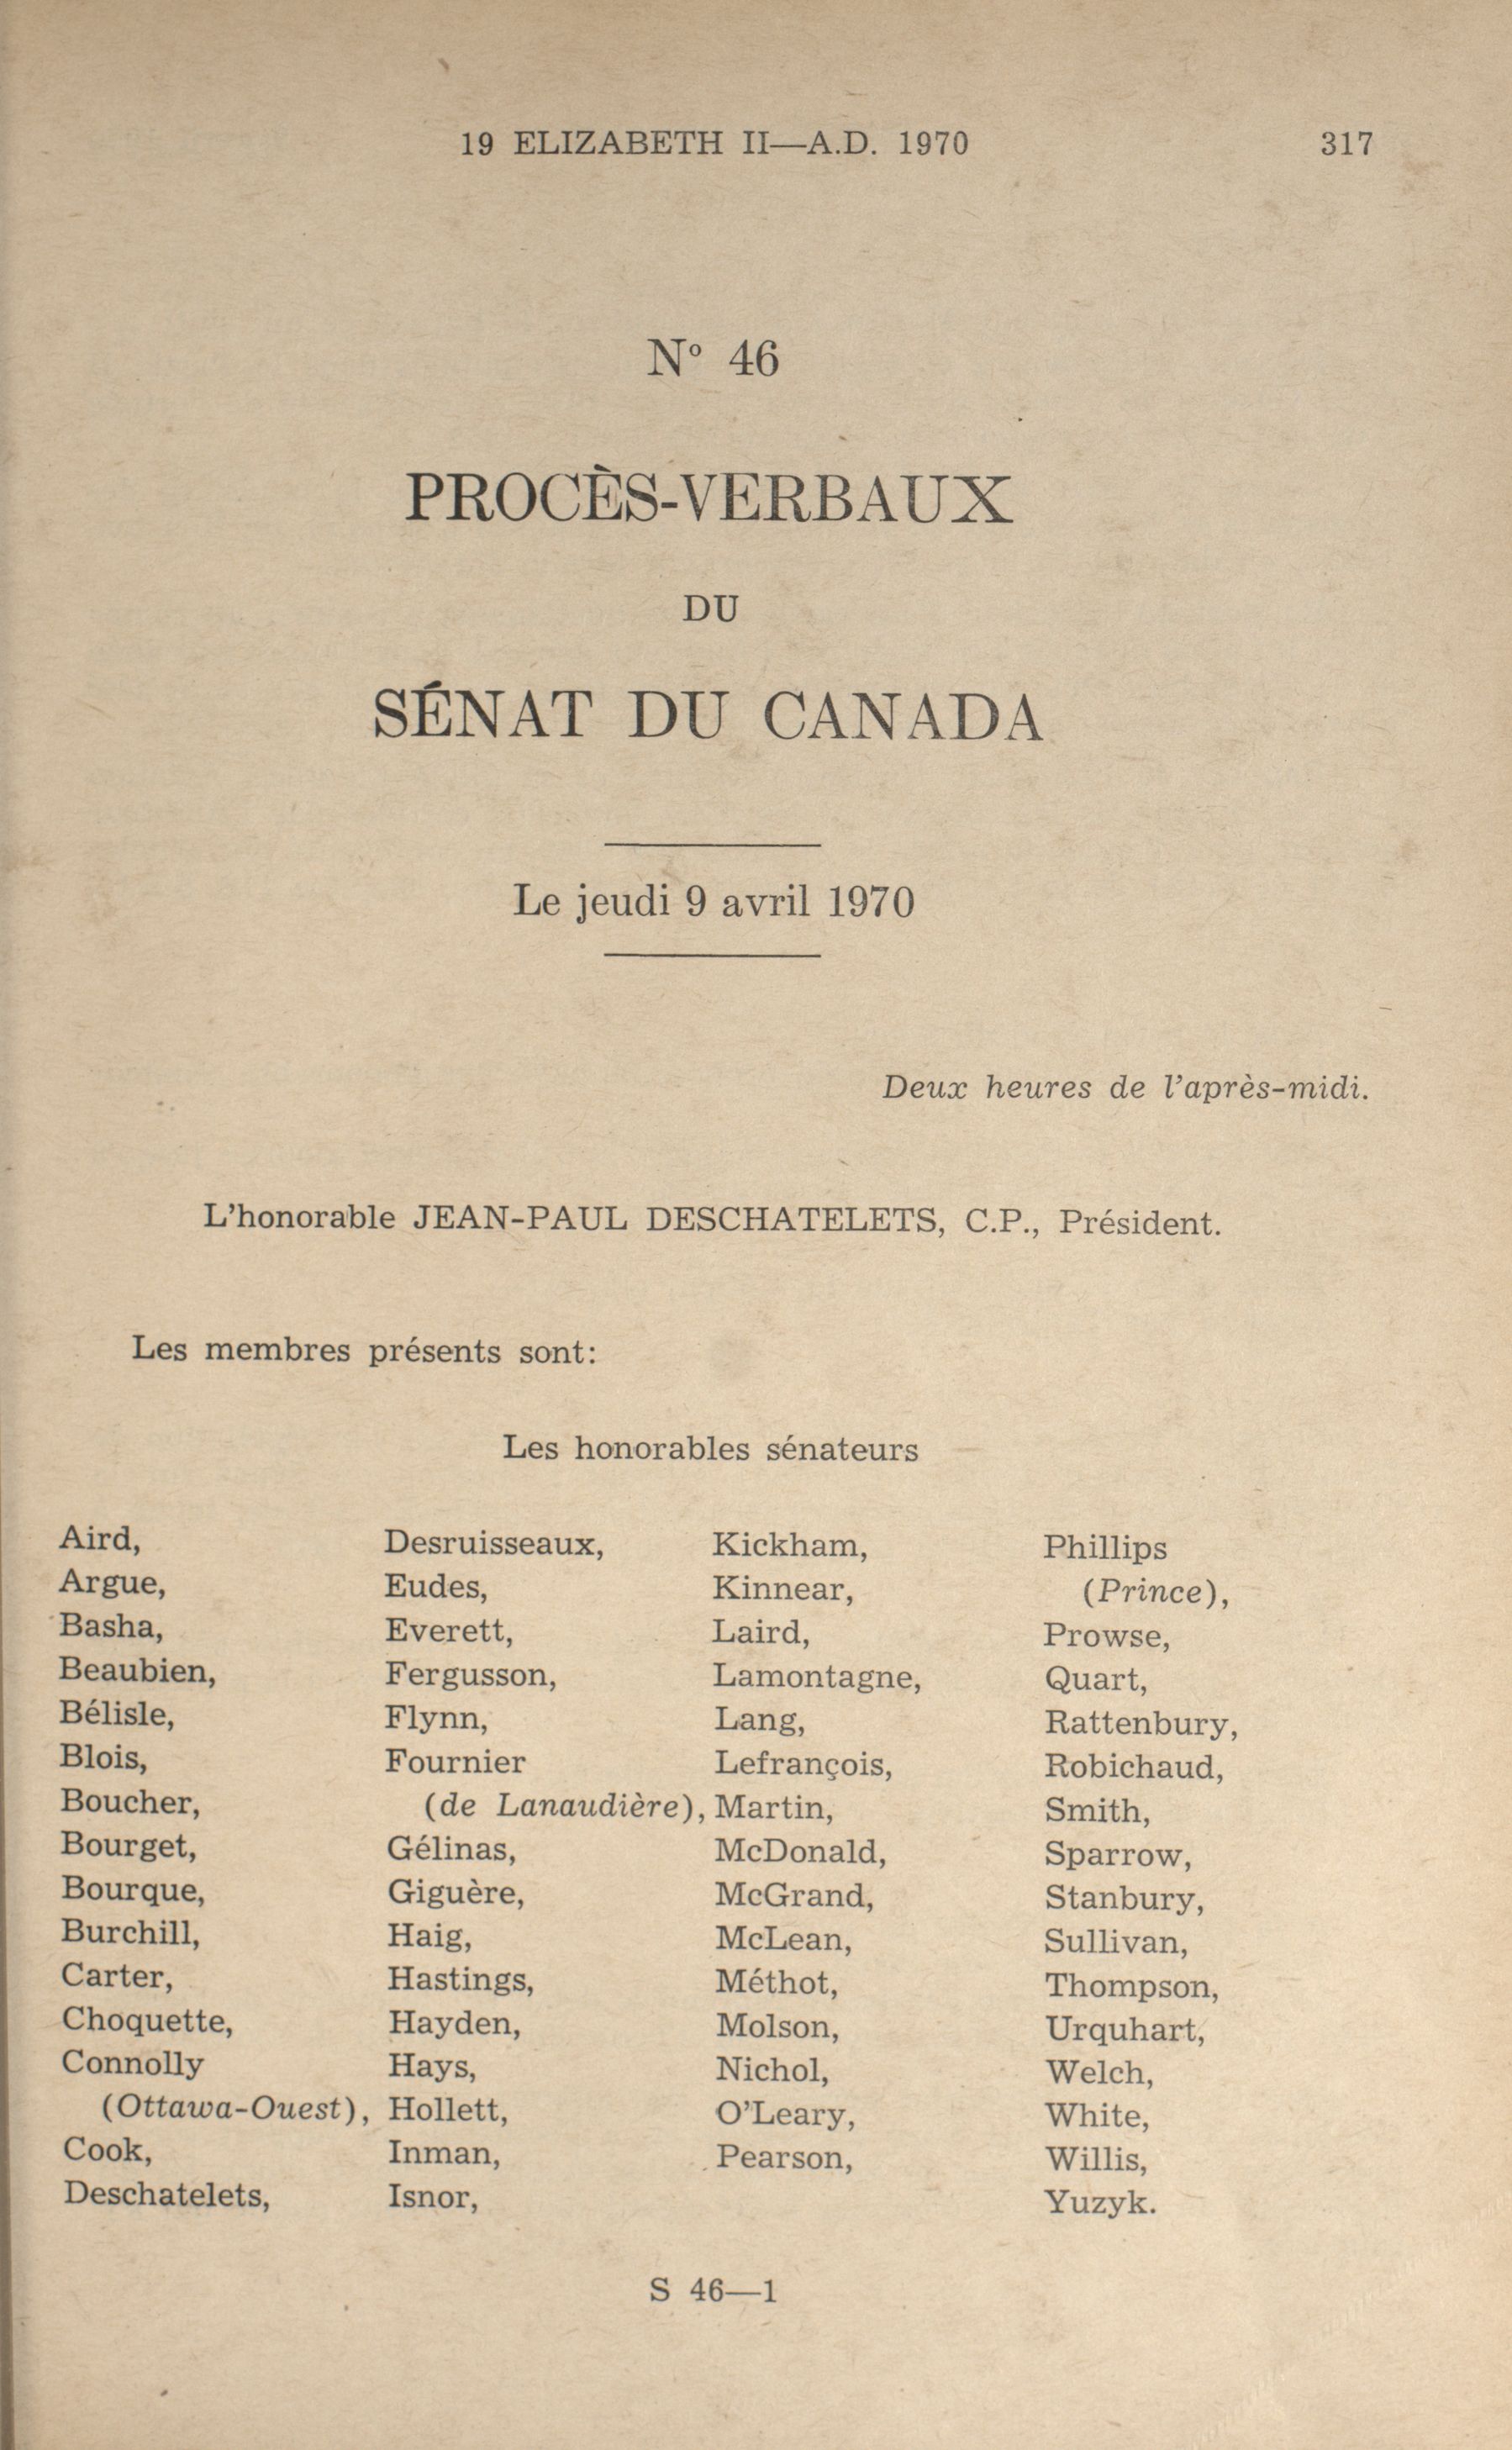 19 ELIZABETH II—A.D. 1970 317
N° 46
PROCÈS-VERBAUX
DU
SÉNAT DU CANADA
Le jeudi 9 avril 1970
Deux heures de l'après-midi.
L'honorable JEAN-PAUL DESCHATELETS, C.P., Président.
Les membres présents sont:
Les honorables sénateurs
Aird,
Argue,
Basha,
Beaubien,
Bélisle,
Blois,
Boucher,
Bourget,
Bourque,
Burchill,
Carter,
Choquette,
Connolly
(Ottawa-Ouest),
Cook,
Deschatelets,
Desruisseaux,
Eudes,
Everett,
Fergusson,
Flynn,
Fournier
(de Lanaudière),
Gélinas,
Giguère,
Haig,
Hastings,
Hayden,
Hays,
Hollett,
Inman,
Isnor,
Kickham,
Kinnear,
Laird,
Lamontagne,
Lang,
Lefrançois,
Martin,
McDonald,
McGrand,
McLean,
Méthot,
Molson,
Nichol,
O'Leary,
Pearson,
Phillips
(Prince),
Prowse,
Quart,
Rattenbury,
Robichaud,
Smith,
Sparrow,
Stanbury,
Sullivan,
Thompson,
Urquhart,
Welch,
White,
Willis,
Yuzyk.
S 46—1